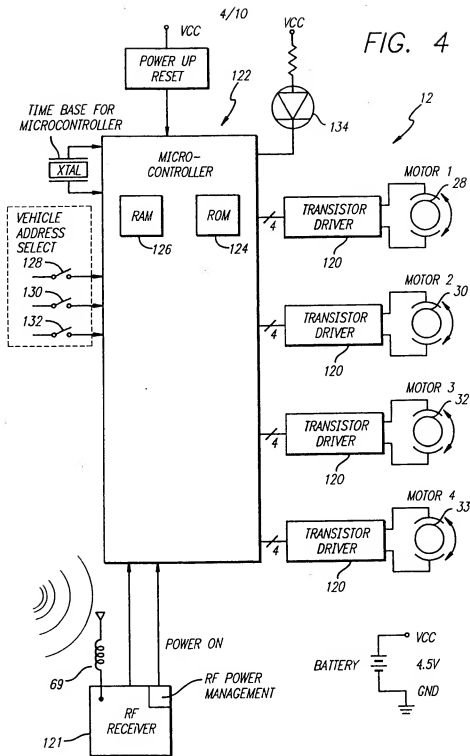 4/10
FIG. 4
VCC
POWER UP
RESET
VCC
122
134
12
TIME BASE FOR
MICROCONTROLLER
XTAL
MICRO-
CONTROLLER
RAM
126
ROM
124
VEHICLE
ADDRESS
SELECT
128
130
132
4
TRANSISTOR
DRIVER
120
MOTOR 1
28
4
TRANSISTOR
DRIVER
120
MOTOR 2
30
4
TRANSISTOR
DRIVER
120
MOTOR 3
32
4
TRANSISTOR
DRIVER
120
MOTOR 4
33
POWER ON
69
RF POWER
MANAGEMENT
RF
RECEIVER
121
BATTERY
VCC
4.5V
GND